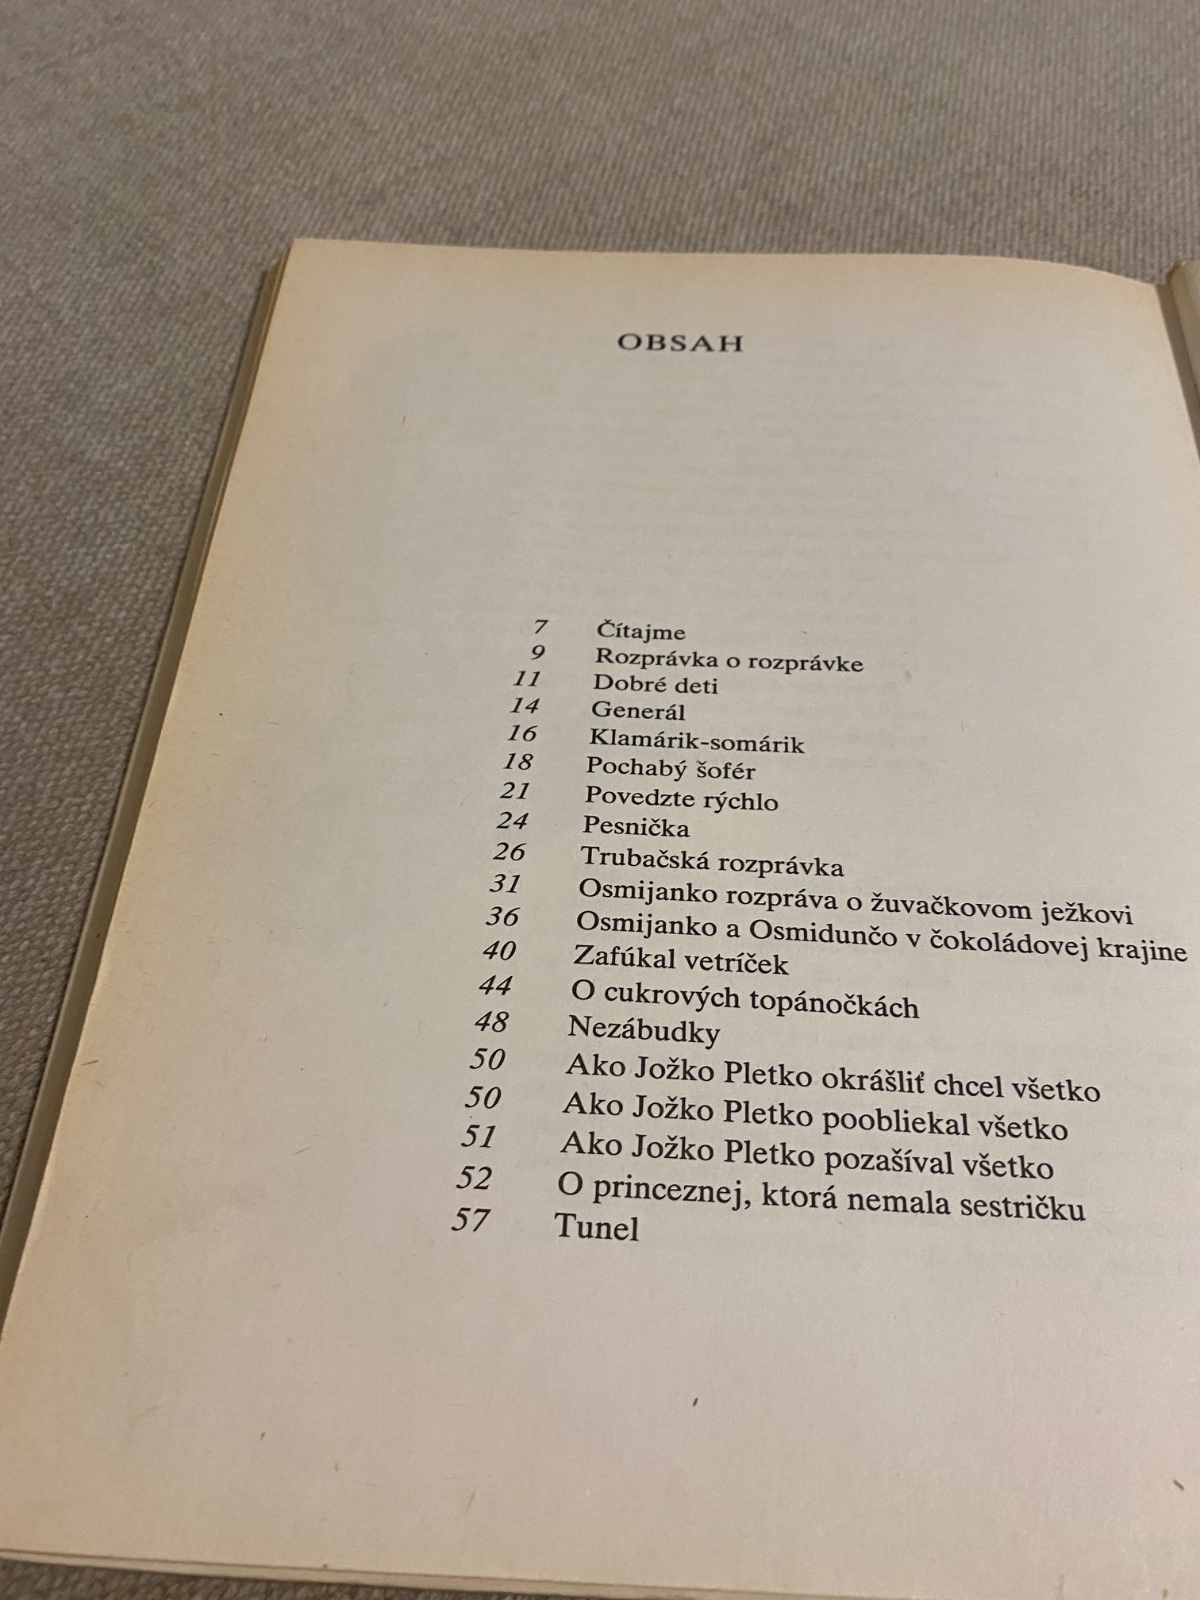 OBSAH
7 Čítajme
9 Rozprávka o rozprávke
11 Dobré deti
14 Generál
16 Klamárik-somárik
18 Pochabý šofér
21 Povedzte rýchlo
24 Pesnička
26 Trubačská rozprávka
31 Osmijanko rozpráva o žuvačkovom ježkovi
36 Osmijanko a Osmidunčo v čokoládovej krajine
40 Zafúkal vetríček
44 O cukrových topánočkách
48 Nezábudky
50 Ako Jožko Pletko okrášliť chcel všetko
50 Ako Jožko Pletko poobliekal všetko
51 Ako Jožko Pletko pozašíval všetko
52 O princeznej, ktorá nemala sestričku
57 Tunel